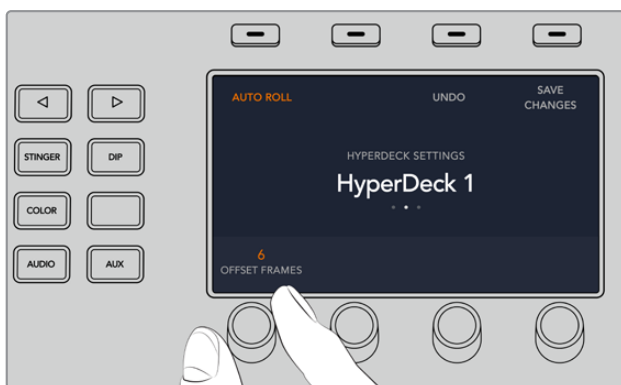 AUTO ROLL
UNDO
SAVE
CHANGES
HYPERDECK SETTINGS
HyperDeck 1
6
OFFSET FRAMES
STINGER
DIP
COLOR
AUDIO
AUX